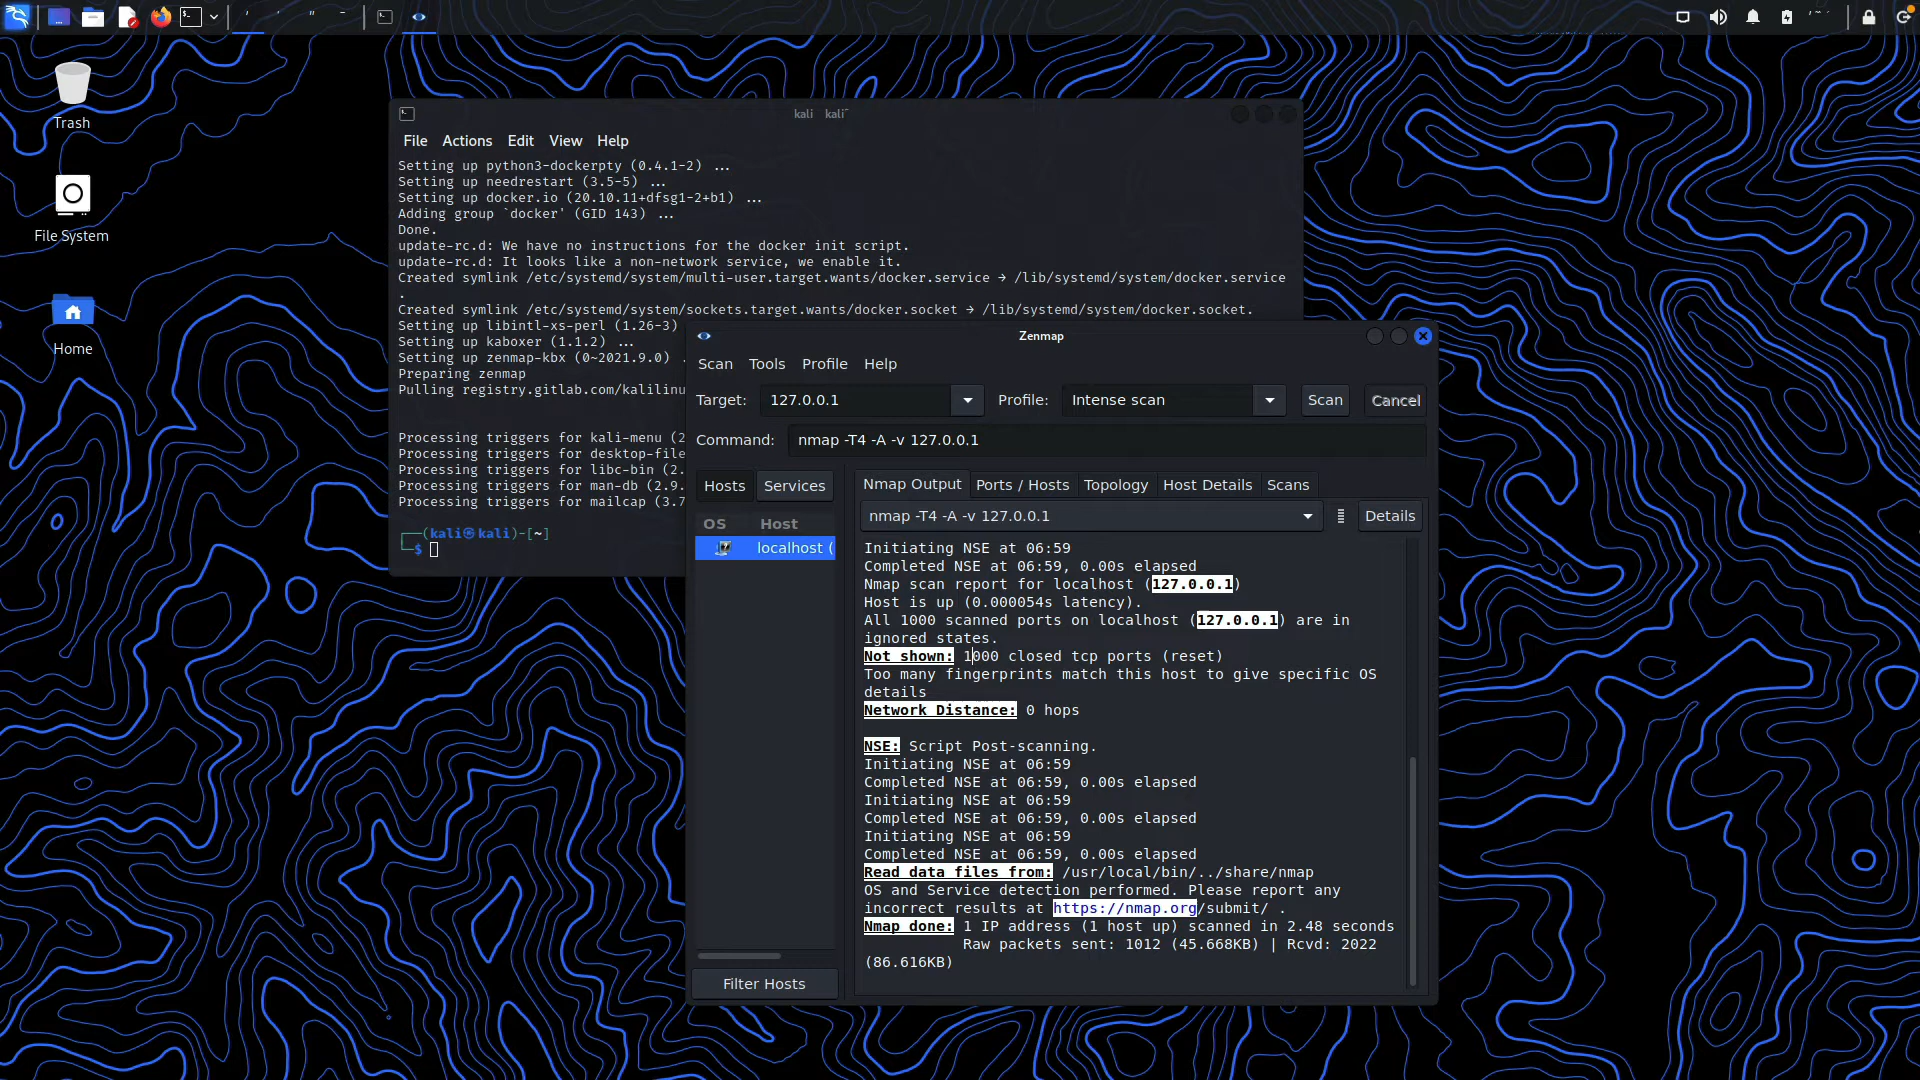 Trash
File System
Home
kali kali
File Actions Edit View Help
Setting up python3-dockerpty (0.4.1-2) ...
Setting up needrestart (3.5-5) ...
Setting up docker.io (20.10.11+dfsg1-2+b1) ...
Adding group `docker' (GID 143) ...
Done.
update-rc.d: We have no instructions for the docker init script.
update-rc.d: It looks like a non-network service, we enable it.
Created symlink /etc/systemd/system/multi-user.target.wants/docker.service → /lib/systemd/system/docker.service
.
Created symlink /etc/systemd/system/sockets.target.wants/docker.socket → /lib/systemd/system/docker.socket.
Setting up libintl-xs-perl (1.26-3)
Setting up kaboxer (1.1.2) ...
Setting up zenmap-kbx (0~2021.9.0) .
Preparing zenmap
Pulling registry.gitlab.com/kalilinu
Processing triggers for kali-menu (2
Processing triggers for desktop-file
Processing triggers for libc-bin (2.
Processing triggers for man-db (2.9.
Processing triggers for mailcap (3.7
┌──(kali㉿kali)-[~]
└─$
Zenmap
Scan Tools Profile Help
Target: 127.0.0.1 Profile: Intense scan Scan Cancel
Command: nmap -T4 -A -v 127.0.0.1
Hosts Services
OS Host
localhost (
Filter Hosts
Nmap Output Ports / Hosts Topology Host Details Scans
nmap -T4 -A -v 127.0.0.1 Details
Initiating NSE at 06:59
Completed NSE at 06:59, 0.00s elapsed
Nmap scan report for localhost (127.0.0.1)
Host is up (0.000054s latency).
All 1000 scanned ports on localhost (127.0.0.1) are in
ignored states.
Not shown: 1000 closed tcp ports (reset)
Too many fingerprints match this host to give specific OS
details
Network Distance: 0 hops
NSE: Script Post-scanning.
Initiating NSE at 06:59
Completed NSE at 06:59, 0.00s elapsed
Initiating NSE at 06:59
Completed NSE at 06:59, 0.00s elapsed
Initiating NSE at 06:59
Completed NSE at 06:59, 0.00s elapsed
Read data files from: /usr/local/bin/../share/nmap
OS and Service detection performed. Please report any
incorrect results at https://nmap.org/submit/ .
Nmap done: 1 IP address (1 host up) scanned in 2.48 seconds
Raw packets sent: 1012 (45.668KB) | Rcvd: 2022
(86.616KB)